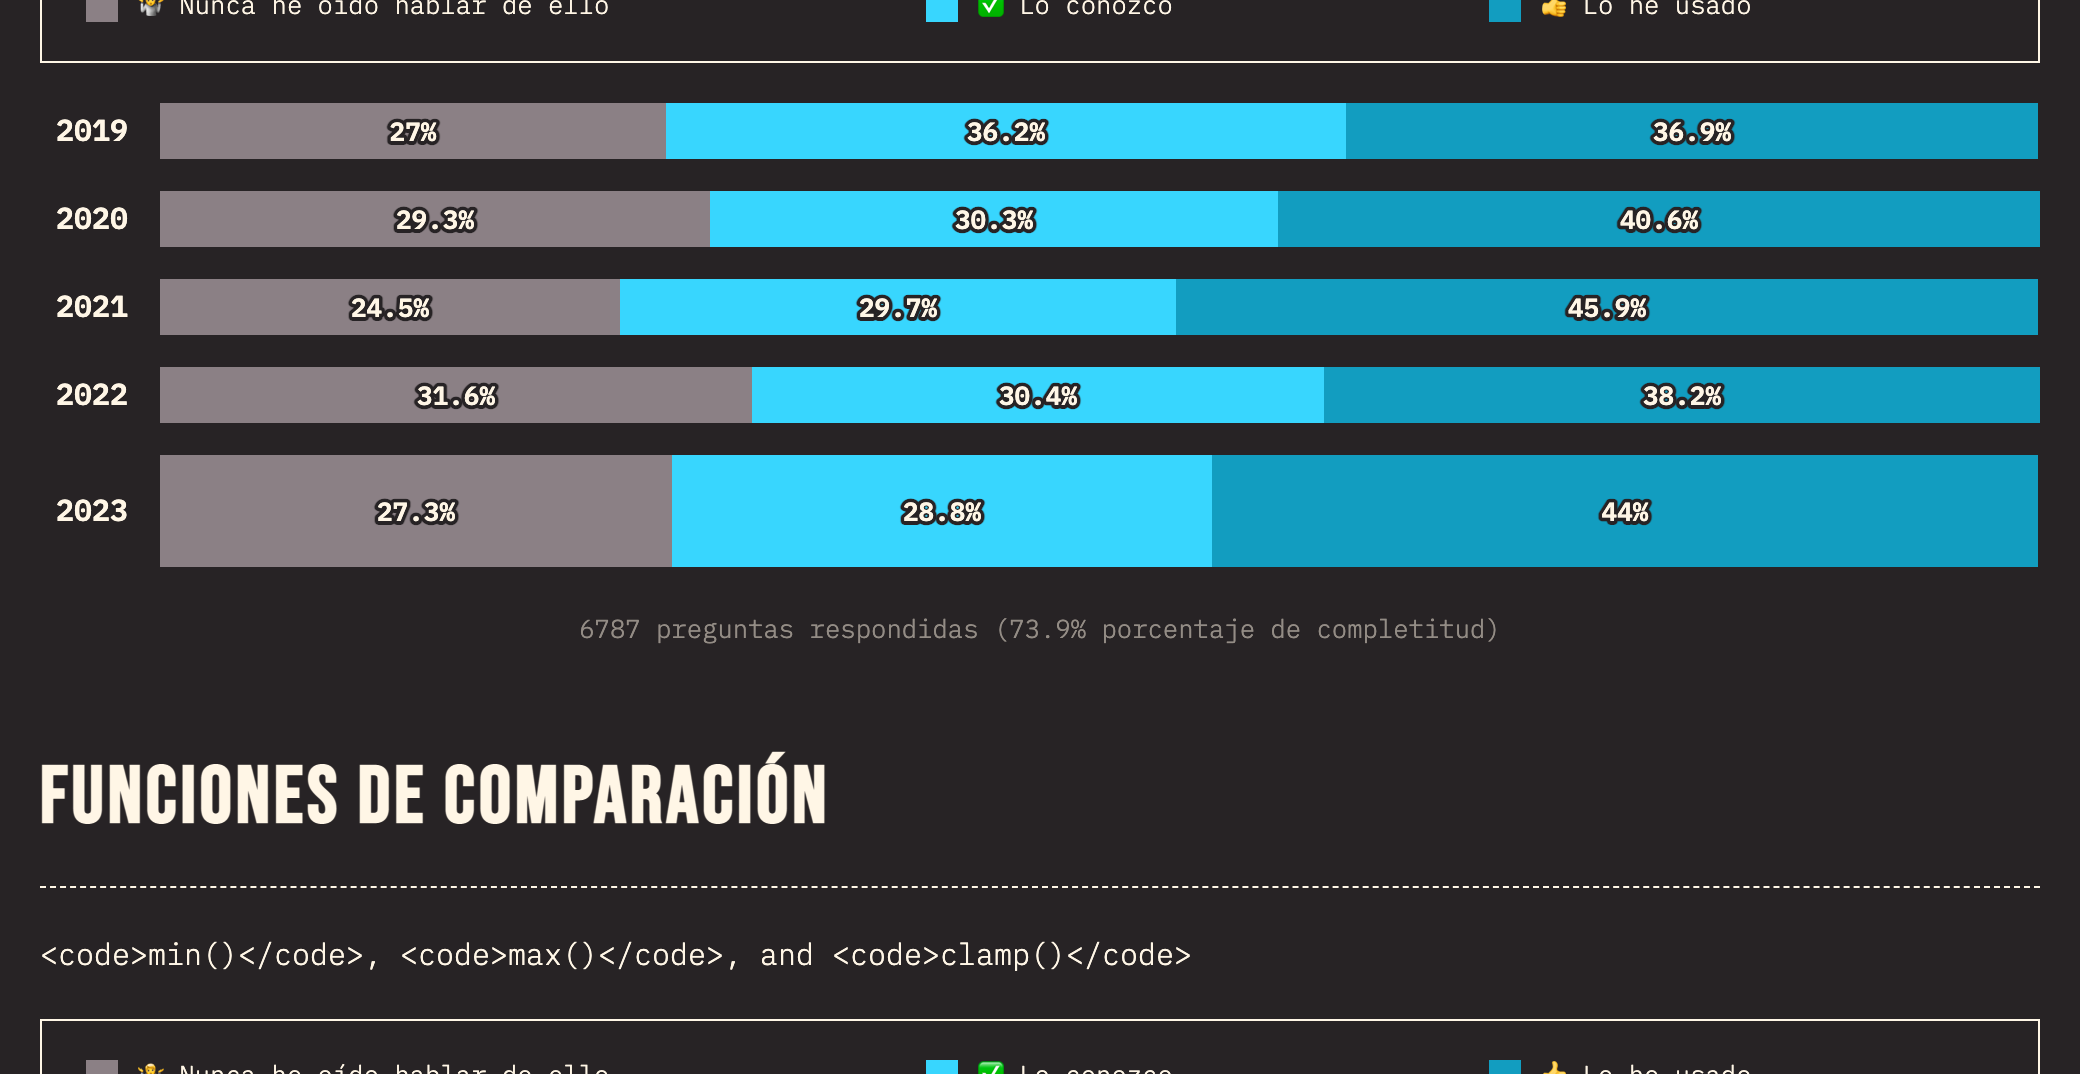 Nunca he oído hablar de ello Lo conozco Lo he usado
2019 27% 36.2% 36.9%
2020 29.3% 30.3% 40.6%
2021 24.5% 29.7% 45.9%
2022 31.6% 30.4% 38.2%
2023 27.3% 28.8% 44%
6787 preguntas respondidas (73.9% porcentaje de completitud)
FUNCIONES DE COMPARACIÓN
<code>min()</code>, <code>max()</code>, and <code>clamp()</code>
Nunca he oído hablar de ello Lo conozco Lo he usado